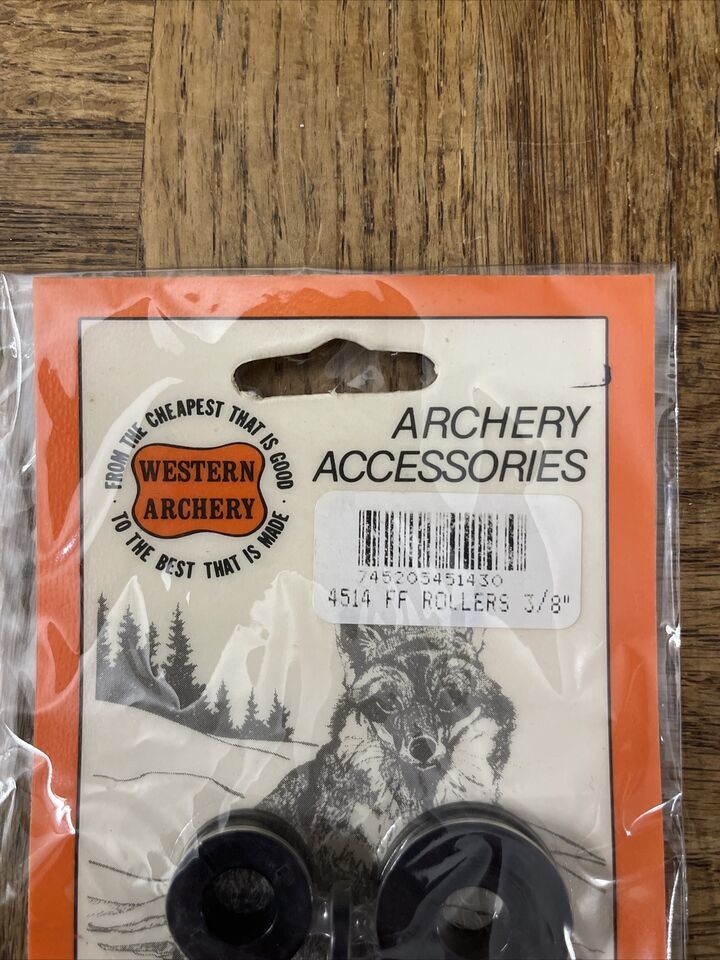 FROM THE CHEAPEST THAT IS GOOD
· TO THE BEST THAT IS MADE ·
WESTERN
ARCHERY
ARCHERY
ACCESSORIES
745205451430
4514 FF ROLLERS 3/8"